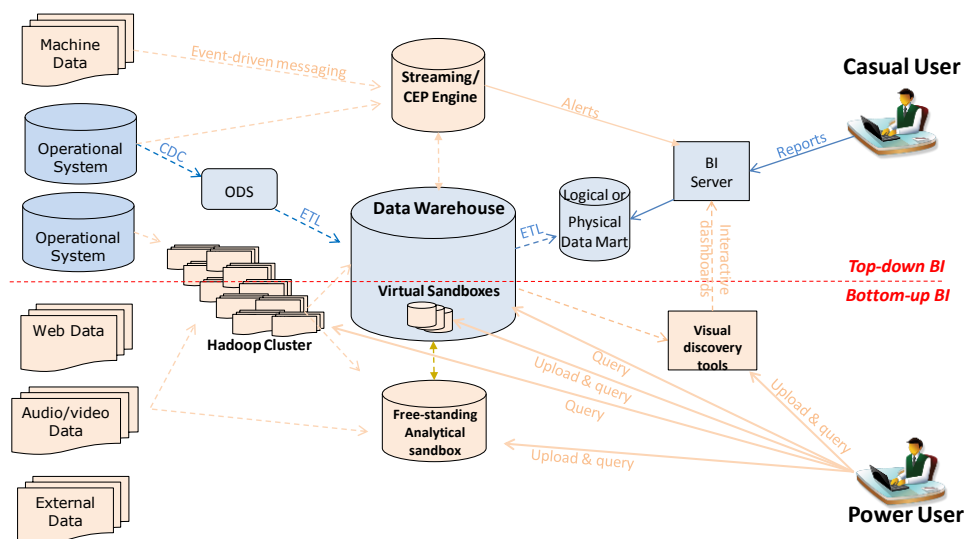 Machine
Data
Event-driven messaging
Streaming/
CEP Engine
Alerts
Casual User
Operational
System
CDC
ODS
ETL
Data Warehouse
ETL
Logical or
Physical
Data Mart
BI
Server
Reports
Operational
System
Interactive
dashboards
Top-down BI
Bottom-up BI
Virtual Sandboxes
Web Data
Hadoop Cluster
Visual
discovery
tools
Query
Upload & query
Query
Upload & query
Audio/video
Data
Free-standing
Analytical
sandbox
Upload & query
External
Data
Power User